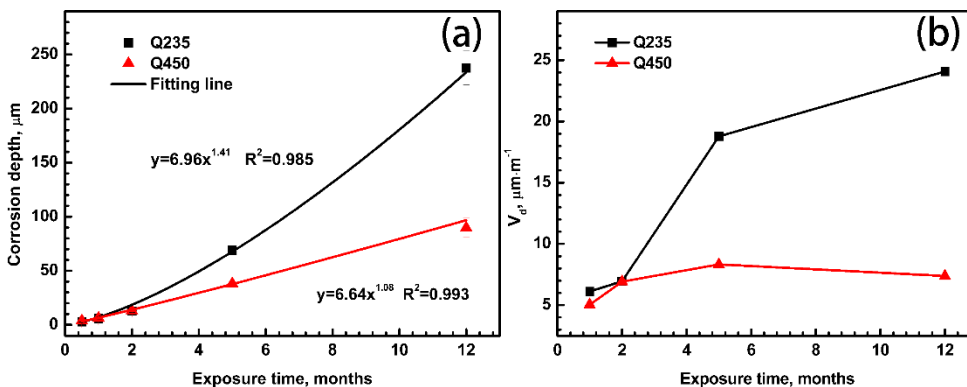 (a)
Q235
Q450
Fitting line
y=6.96x^1.41 R^2=0.985
y=6.64x^1.08 R^2=0.993
Corrosion depth, μm
250
200
150
100
50
0
0 2 4 6 8 10 12
Exposure time, months
(b)
Q235
Q450
V_d, μm·m^-1
25
20
15
10
5
0 2 4 6 8 10 12
Exposure time, months